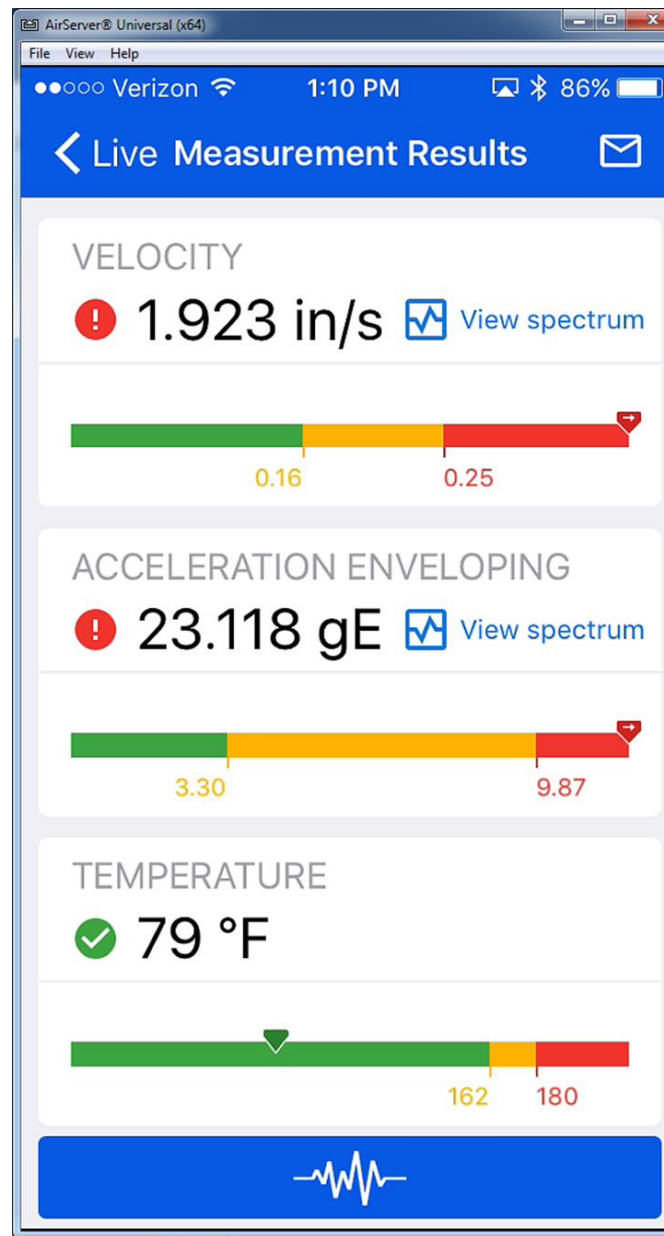 AirServer® Universal (x64)
File View Help
Verizon 1:10 PM 86%
Live Measurement Results
VELOCITY
1.923 in/s View spectrum
0.16 0.25
ACCELERATION ENVELOPING
23.118 gE View spectrum
3.30 9.87
TEMPERATURE
79 °F
162 180